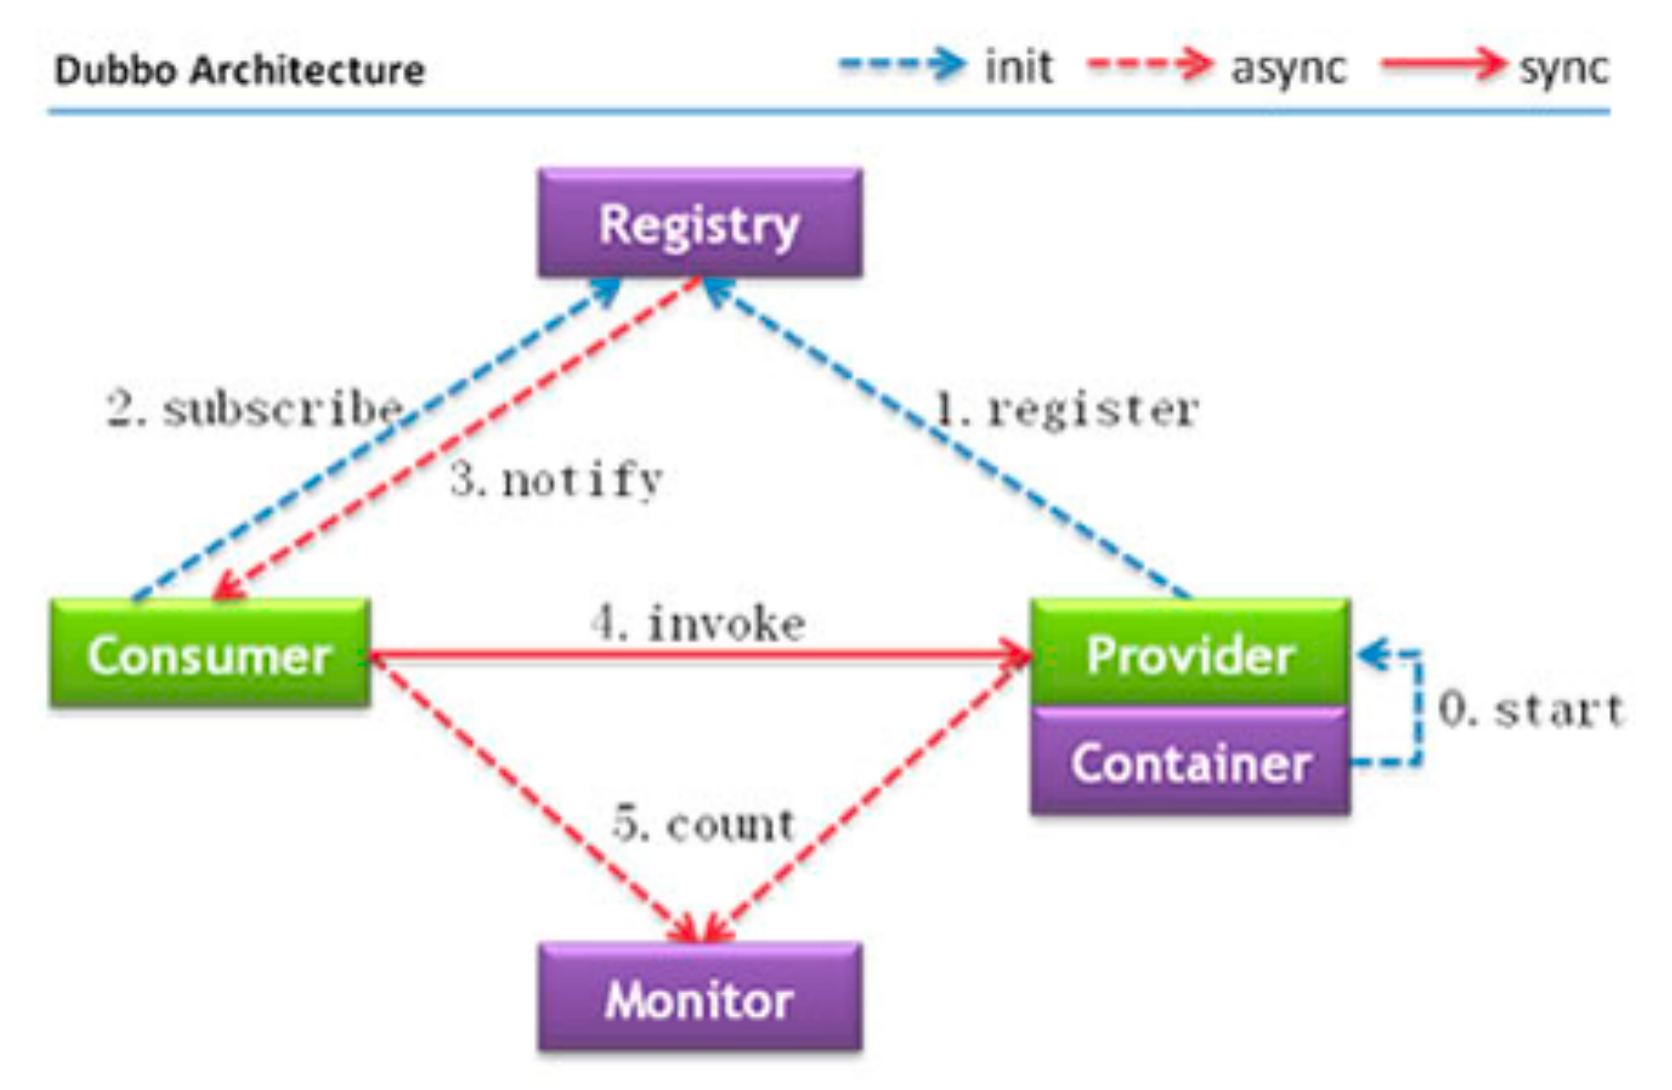 Dubbo Architecture
init
async
sync
Registry
2. subscribe
1. register
3. notify
Consumer
4. invoke
Provider
Container
0. start
5. count
Monitor